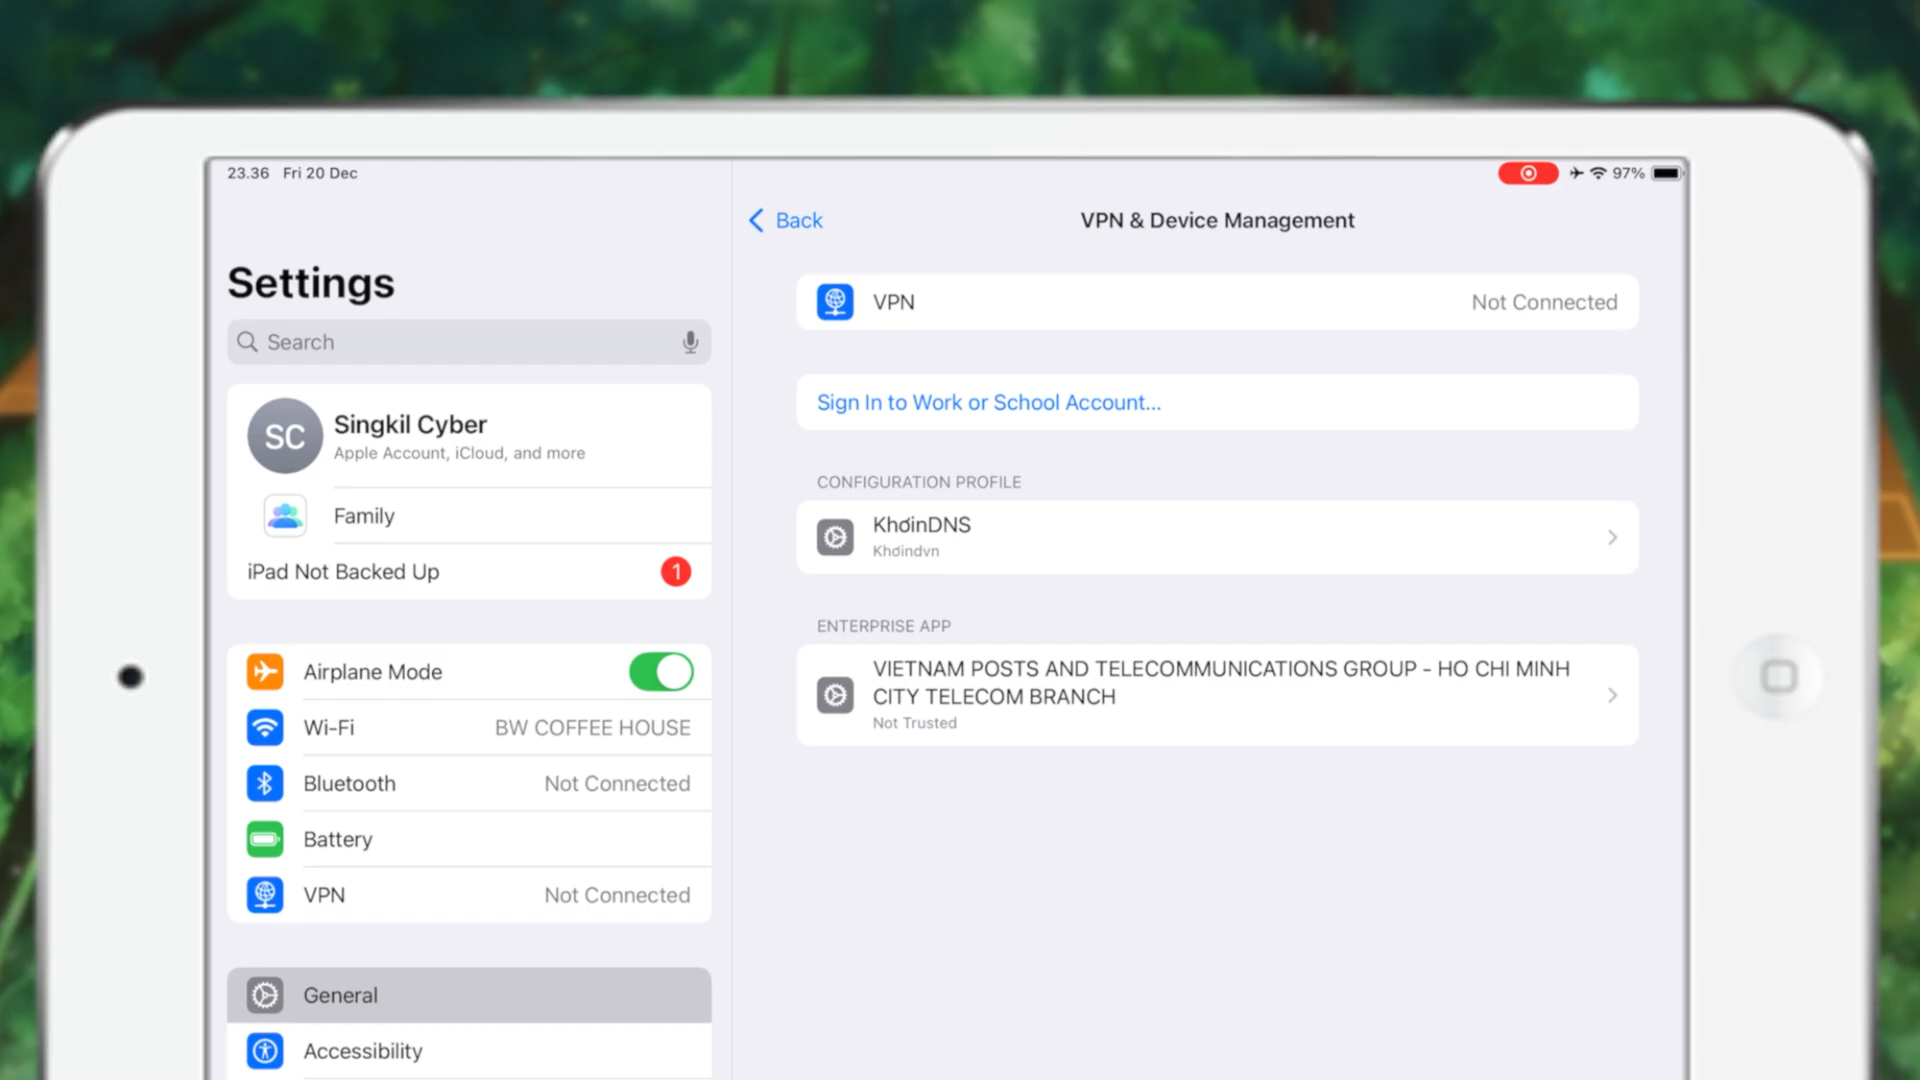 23.36 Fri 20 Dec
97%
Settings
Search
SC
Singkil Cyber
Apple Account, iCloud, and more
Family
iPad Not Backed Up
1
Airplane Mode
Wi-Fi
BW COFFEE HOUSE
Bluetooth
Not Connected
Battery
VPN
Not Connected
General
Accessibility
Back
VPN & Device Management
VPN
Not Connected
Sign In to Work or School Account...
CONFIGURATION PROFILE
KhơinDNS
Khơindvn
ENTERPRISE APP
VIETNAM POSTS AND TELECOMMUNICATIONS GROUP - HO CHI MINH
CITY TELECOM BRANCH
Not Trusted